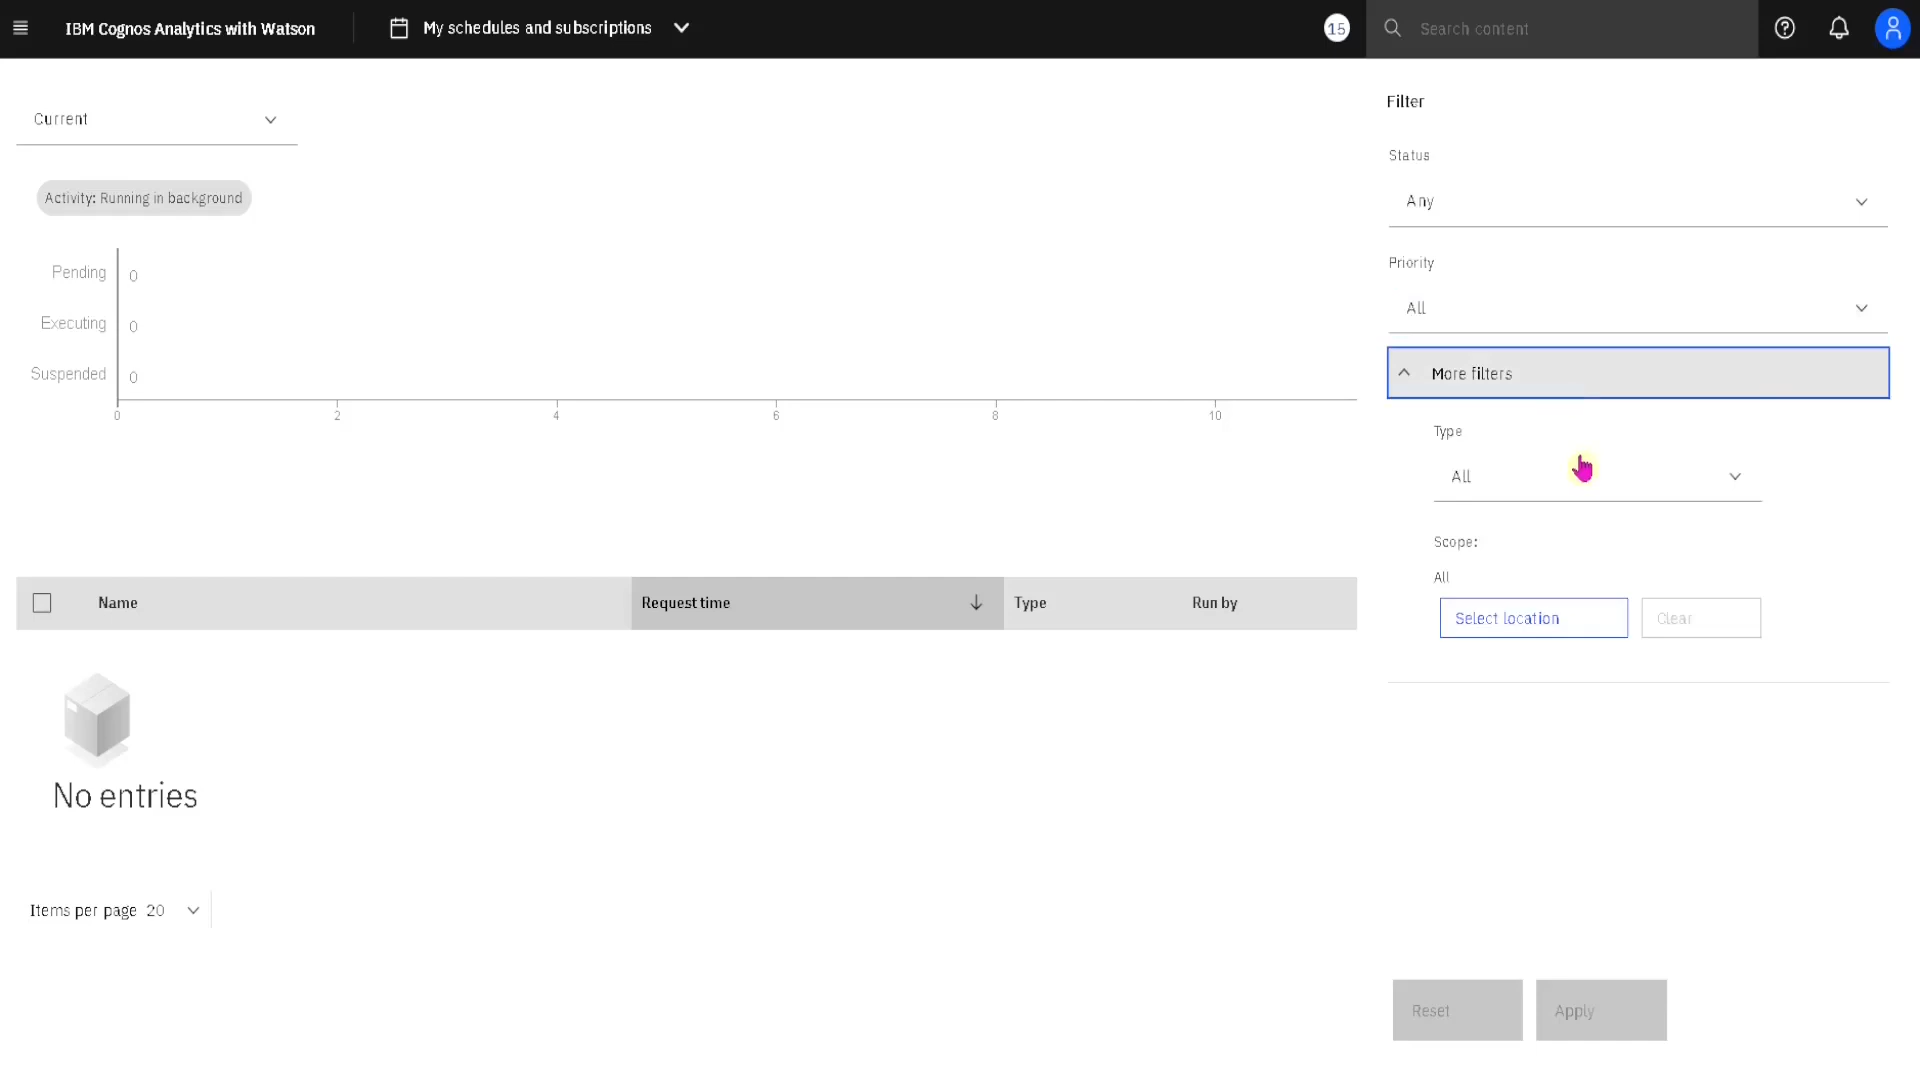 IBM Cognos Analytics with Watson
My schedules and subscriptions
15
Search content
Current
Activity: Running in background
Pending 0
Executing 0
Suspended 0
0 2 4 6 8 10
Name Request time Type Run by
No entries
Items per page 20
Filter
Status
Any
Priority
All
More filters
Type
All
Scope:
All
Select location Clear
Reset Apply